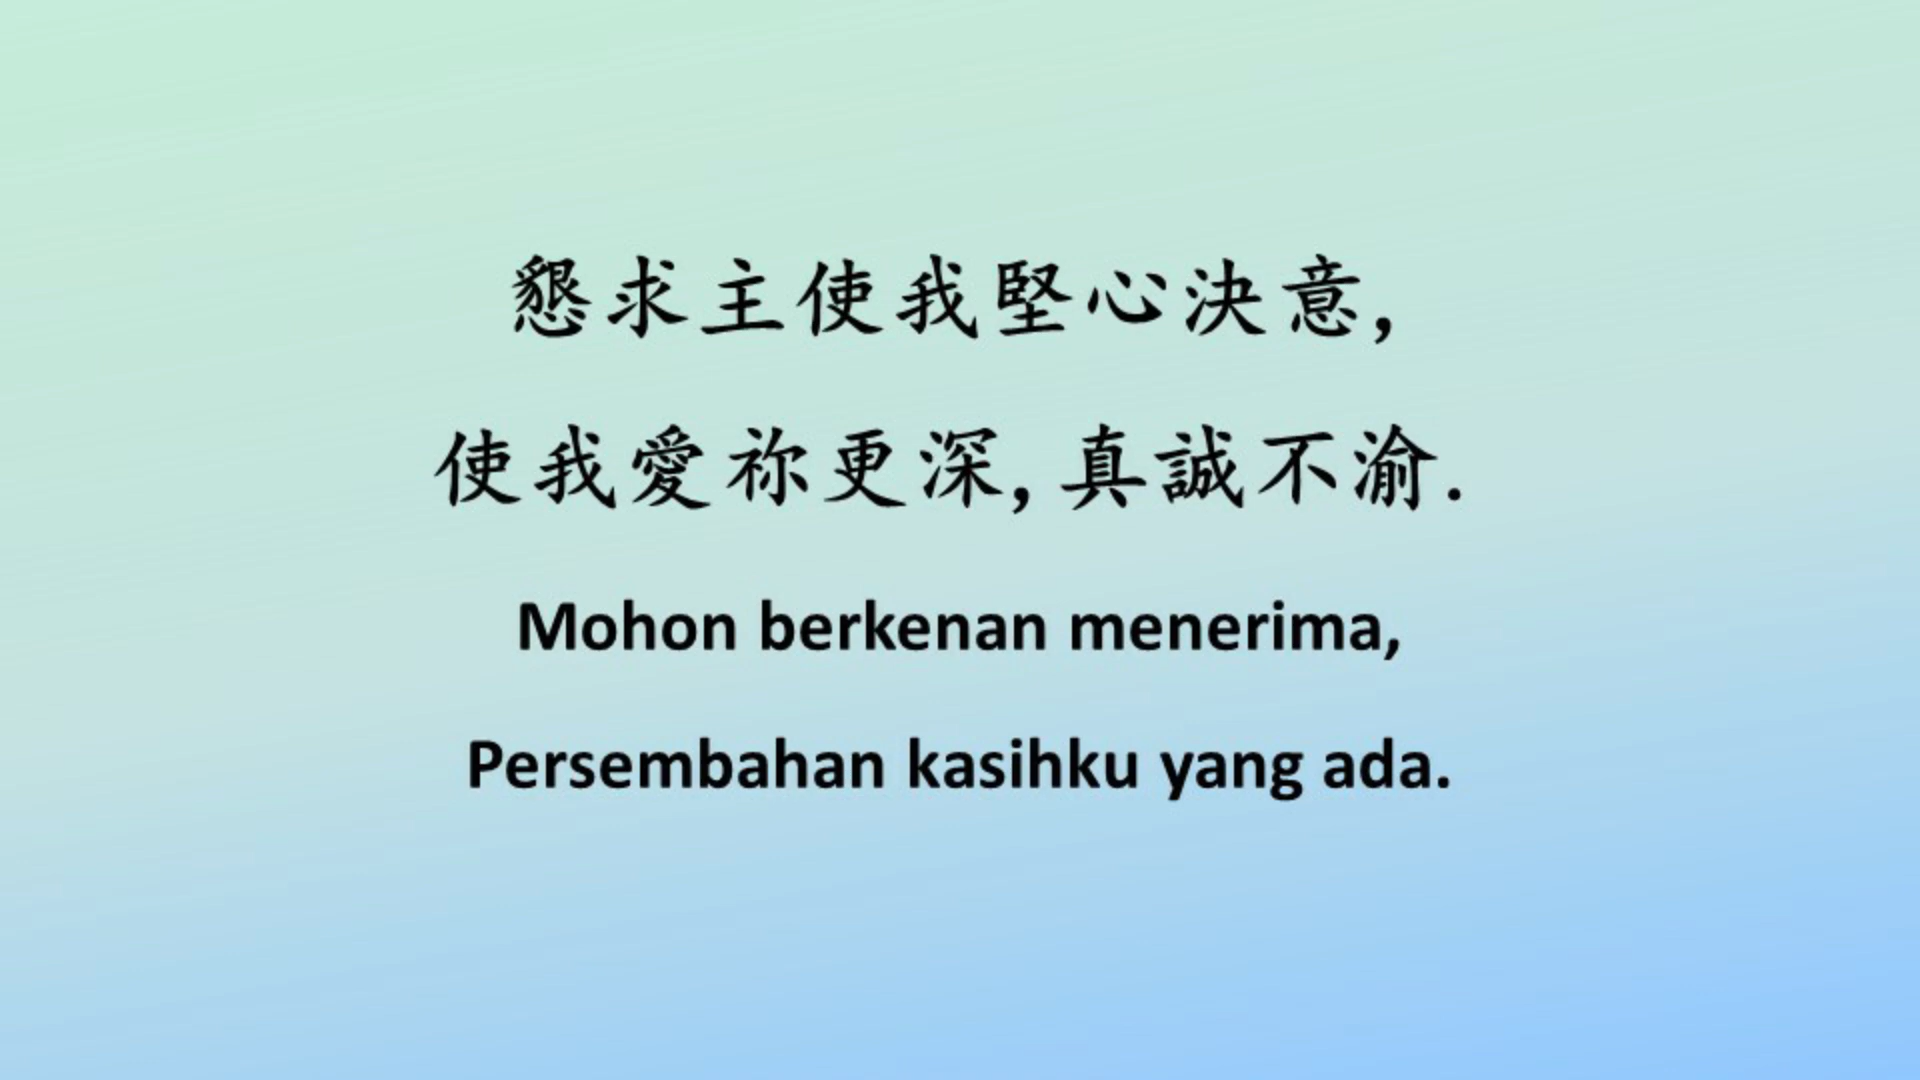 懇求主使我堅心決意,
使我愛祢更深,真誠不渝.
Mohon berkenan menerima,
Persembahan kasihku yang ada.